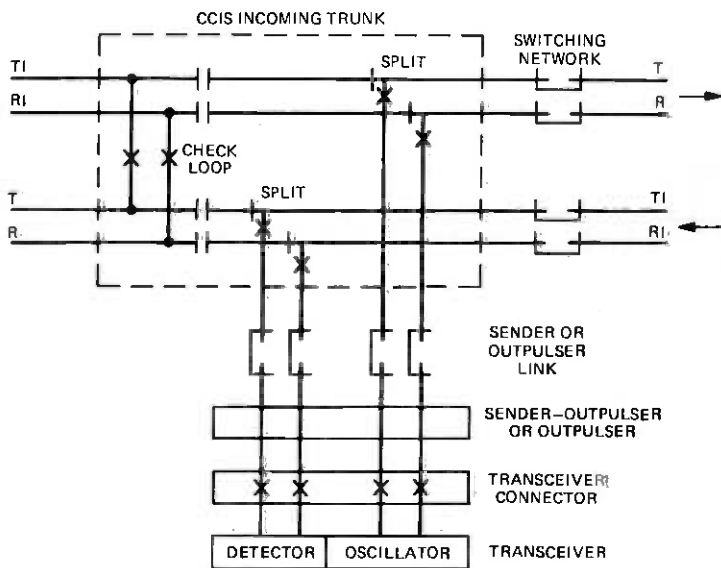 CCIS INCOMING TRUNK
SPLIT
SWITCHING
NETWORK
TI
T
RI
R
CHECK
LOOP
SPLIT
T
TI
R
RI
SENDER OR
OUTPULSER
LINK
SENDER-OUTPULSER
OR OUTPULSER
TRANSCEIVER
CONNECTOR
DETECTOR
OSCILLATOR
TRANSCEIVER